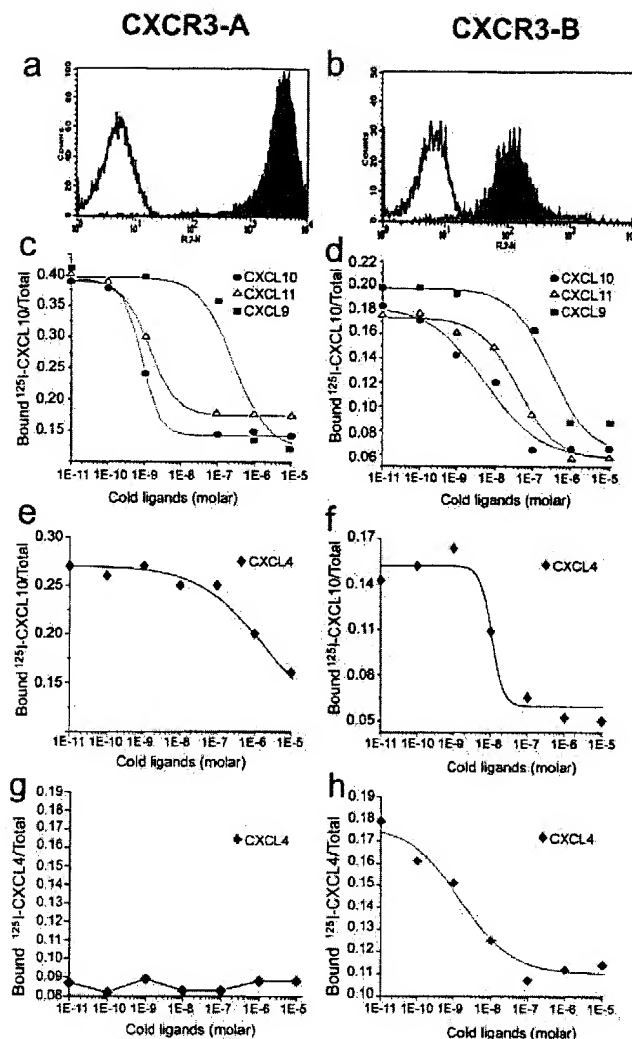 CXCR3-A
CXCR3-B
a
b
Counts
Counts
c
d
CXCL10
CXCL11
CXCL9
CXCL10
CXCL11
CXCL9
Bound ¹²⁵I-CXCL10/Total
0.40
0.35
0.30
0.25
0.20
0.15
1E-11 1E-10 1E-9 1E-8 1E-7 1E-6 1E-5
Cold ligands (molar)
Bound ¹²⁵I-CXCL10/Total
0.22
0.20
0.18
0.16
0.14
0.12
0.10
0.08
0.06
1E-11 1E-10 1E-9 1E-8 1E-7 1E-6 1E-5
Cold ligands (molar)
e
f
CXCL4
CXCL4
Bound ¹²⁵I-CXCL10/Total
0.30
0.25
0.20
0.15
1E-11 1E-10 1E-9 1E-8 1E-7 1E-6 1E-5
Cold ligands (molar)
Bound ¹²⁵I-CXCL10/Total
0.17
0.15
0.13
0.11
0.08
0.05
1E-11 1E-10 1E-9 1E-8 1E-7 1E-6 1E-5
Cold ligands (molar)
g
h
CXCL4
CXCL4
Bound ¹²⁵I-CXCL4/Total
0.19
0.18
0.17
0.16
0.15
0.14
0.13
0.12
0.11
0.10
0.09
0.08
1E-11 1E-10 1E-9 1E-8 1E-7 1E-6 1E-5
Cold ligands (molar)
Bound ¹²⁵I-CXCL4/Total
0.19
0.18
0.17
0.16
0.15
0.14
0.13
0.12
0.11
0.10
1E-11 1E-10 1E-9 1E-8 1E-7 1E-6 1E-5
Cold ligands (molar)